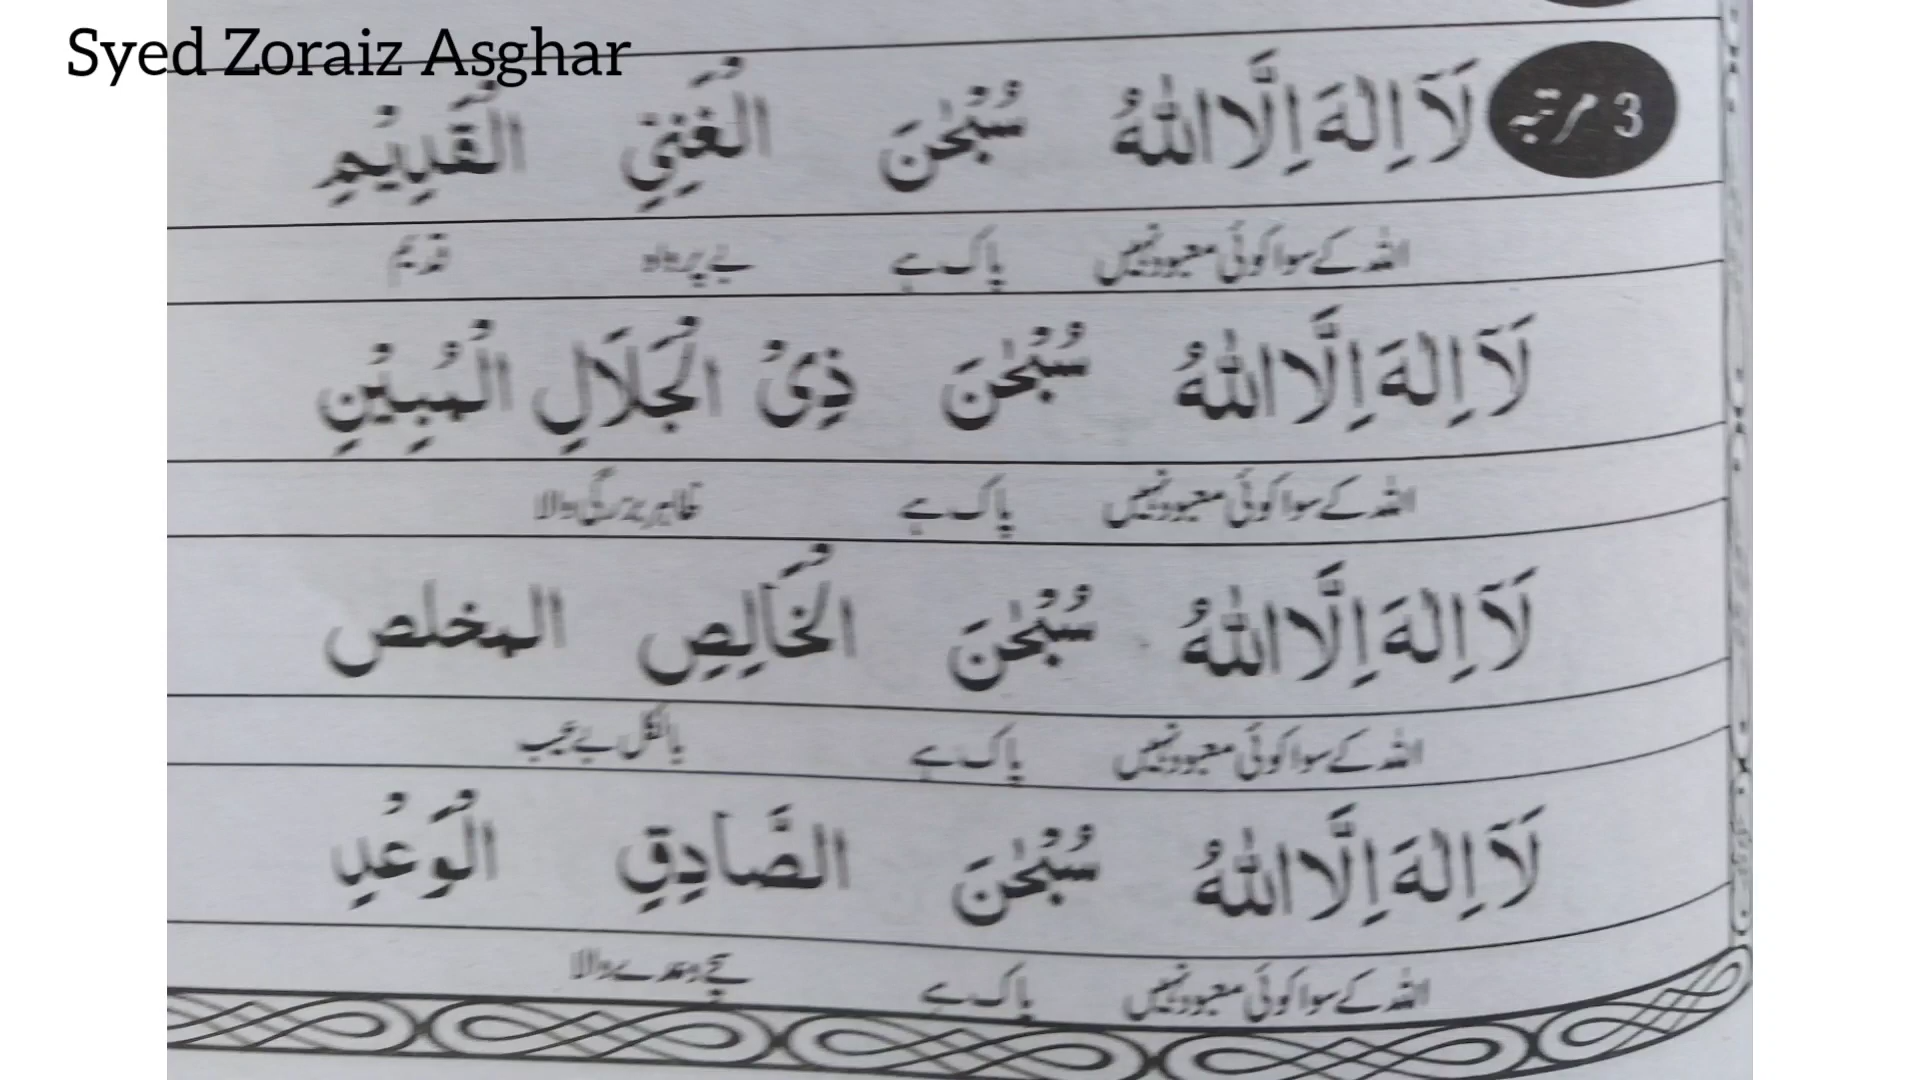 Syed Zoraiz Asghar
3 مرتبہ لَآ اِلٰهَ اِلَّا اللّٰهُ سُبْحٰنَ الْغَنِيِّ الْقَدِيْمِ
اللہ کے سوا کوئی معبود نہیں پاک ہے بے پرواہ قدیم
لَآ اِلٰهَ اِلَّا اللّٰهُ سُبْحٰنَ ذِیْ الْجَلَالِ الْمُبِيْنِ
اللہ کے سوا کوئی معبود نہیں پاک ہے ظاہر بزرگی والا
لَآ اِلٰهَ اِلَّا اللّٰهُ سُبْحٰنَ الْخَالِصِ المخلص
اللہ کے سوا کوئی معبود نہیں پاک ہے بالکل بے عیب
لَآ اِلٰهَ اِلَّا اللّٰهُ سُبْحٰنَ الصَّادِقِ الْوَعْدِ
اللہ کے سوا کوئی معبود نہیں پاک ہے سچے وعدے والا